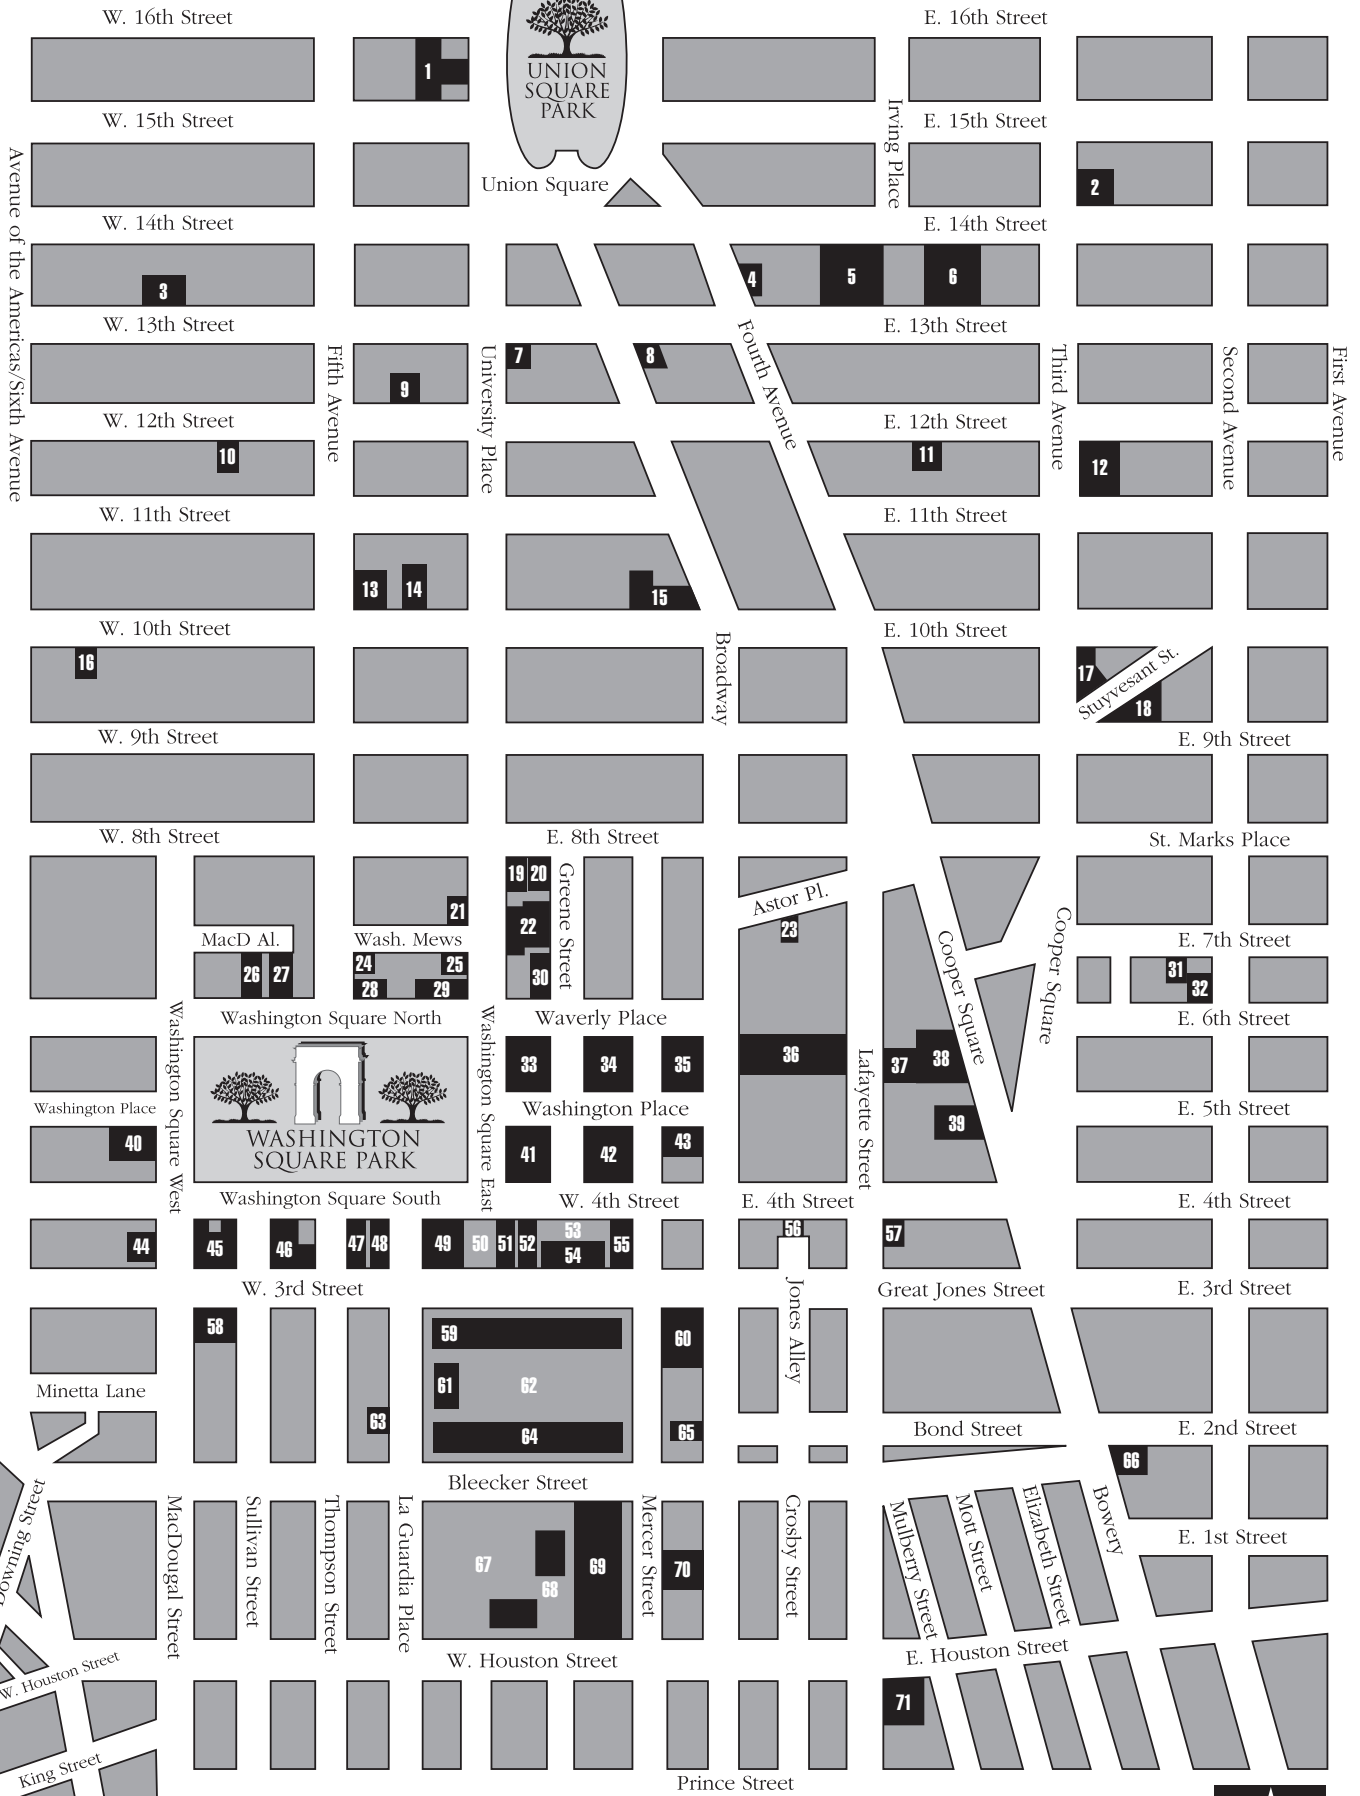 W. 16th Street
E. 16th Street
1
UNION
SQUARE
PARK
W. 15th Street
Irving Place
E. 15th Street
Avenue of the Americas/Sixth Avenue
Union Square
2
W. 14th Street
E. 14th Street
3
4
5
6
W. 13th Street
Fourth Avenue
E. 13th Street
Fifth Avenue
University Place
7
8
Third Avenue
Second Avenue
First Avenue
9
W. 12th Street
E. 12th Street
10
11
12
W. 11th Street
E. 11th Street
13
14
15
W. 10th Street
Broadway
E. 10th Street
16
17
Stuyvesant St.
18
W. 9th Street
E. 9th Street
W. 8th Street
E. 8th Street
St. Marks Place
19
20
Greene Street
Astor Pl.
21
22
23
Cooper Square
Cooper Square
MacD Al.
Wash. Mews
E. 7th Street
24
25
26
27
28
29
30
31
32
Washington Square West
Washington Square North
Washington Square East
Waverly Place
E. 6th Street
33
34
35
36
Lafayette Street
37
38
Washington Place
Washington Place
E. 5th Street
39
40
WASHINGTON
SQUARE PARK
41
42
43
Washington Square South
W. 4th Street
E. 4th Street
E. 4th Street
44
45
46
47
48
49
50
51
52
53
54
55
56
57
W. 3rd Street
Jones Alley
Great Jones Street
E. 3rd Street
58
59
60
61
62
Minetta Lane
63
64
65
Bond Street
E. 2nd Street
66
Bleecker Street
Downing Street
MacDougal Street
Sullivan Street
Thompson Street
La Guardia Place
Mercer Street
Crosby Street
Mulberry Street
Mott Street
Elizabeth Street
Bowery
E. 1st Street
67
68
69
70
W. Houston Street
W. Houston Street
E. Houston Street
71
King Street
Prince Street